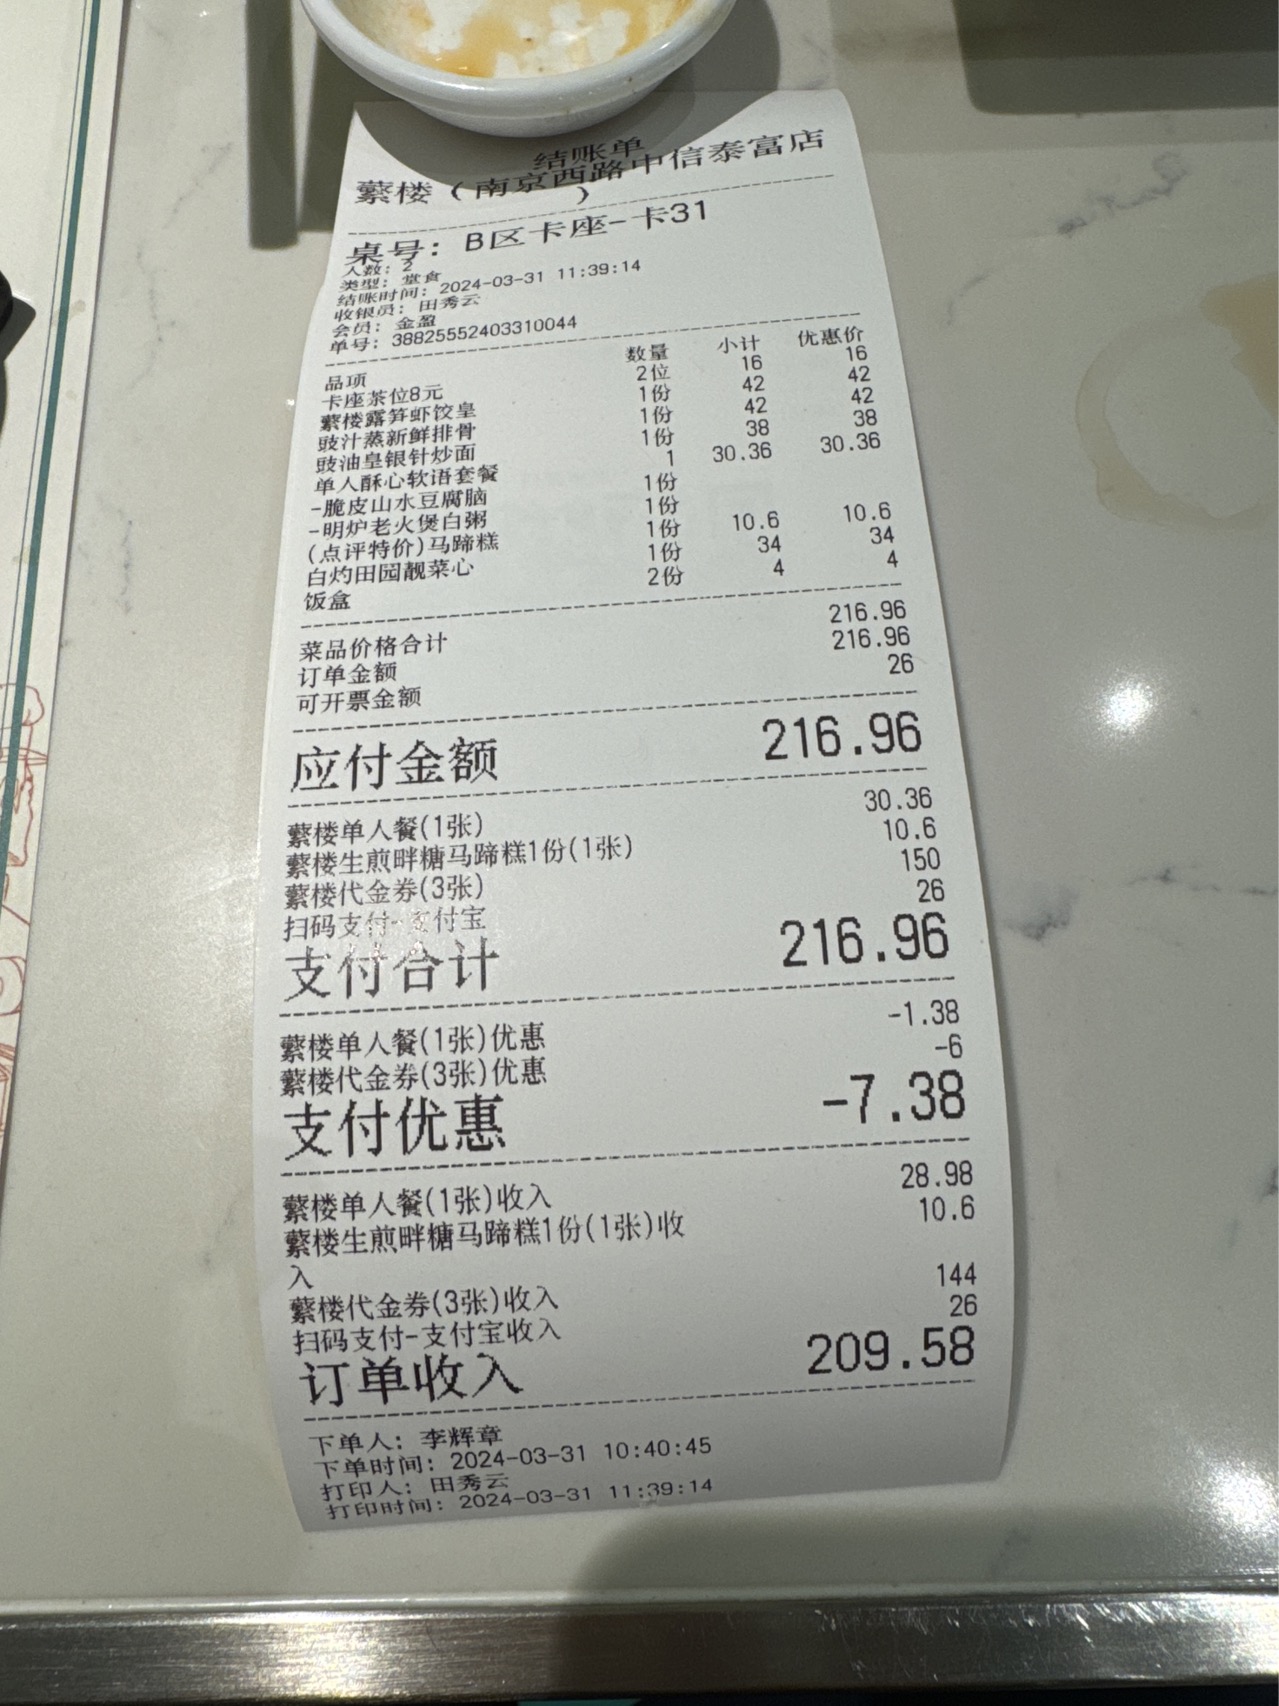 结账单
蘩楼（南京西路中信泰富店
）
桌号：B区卡座-卡31
人数：2
类型：堂食
结账时间：2024-03-31 11:39:14
收银员：田秀云
会员：金盈
单号：38825552403310044
品项 数量 小计 优惠价
卡座茶位8元 2位 16 16
蘩楼露笋虾饺皇 1份 42 42
豉汁蒸新鲜排骨 1份 42 42
豉油皇银针炒面 1份 38 38
单人酥心软语套餐 1 30.36 30.36
-脆皮山水豆腐脑 1份
-明炉老火煲白粥 1份
(点评特价)马蹄糕 1份 10.6 10.6
白灼田园靓菜心 1份 34 34
饭盒 2份 4 4
菜品价格合计 216.96
订单金额 216.96
可开票金额 26
应付金额 216.96
蘩楼单人餐(1张) 30.36
蘩楼生煎畔糖马蹄糕1份(1张) 10.6
蘩楼代金券(3张) 150
扫码支付-支付宝 26
支付合计 216.96
蘩楼单人餐(1张)优惠 -1.38
蘩楼代金券(3张)优惠 -6
支付优惠 -7.38
蘩楼单人餐(1张)收入 28.98
蘩楼生煎畔糖马蹄糕1份(1张)收 10.6
入
蘩楼代金券(3张)收入 144
扫码支付-支付宝收入 26
订单收入 209.58
下单人：李辉章
下单时间：2024-03-31 10:40:45
打印人：田秀云
打印时间：2024-03-31 11:39:14